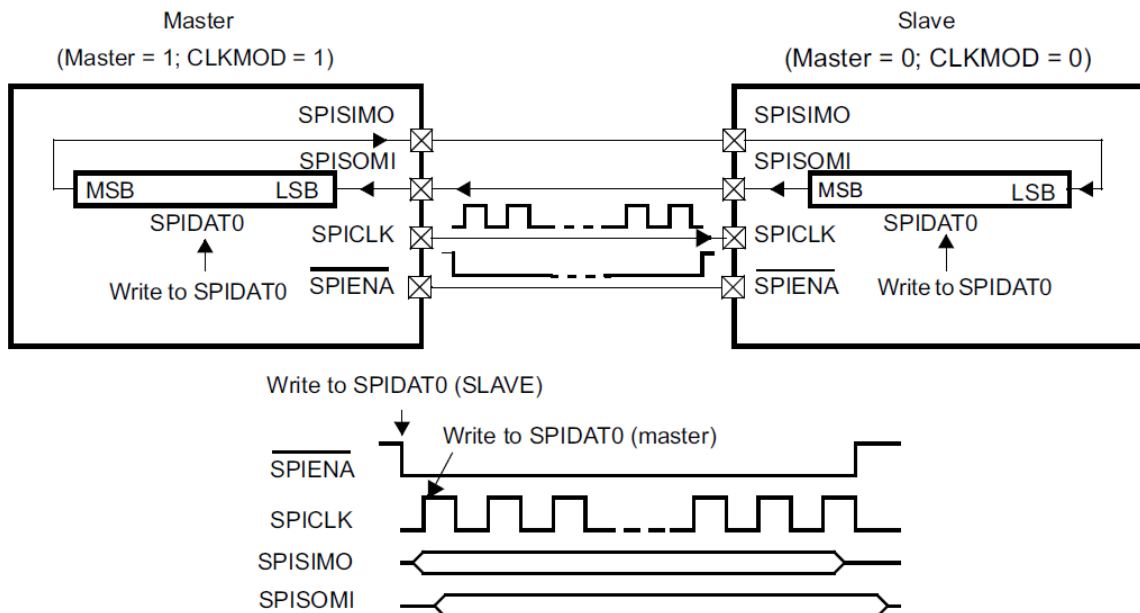 Master
(Master = 1; CLKMOD = 1)
Slave
(Master = 0; CLKMOD = 0)
SPISIMO
SPISIMO
SPISOMI
SPISOMI
MSB LSB
MSB LSB
SPIDAT0
SPIDAT0
SPICLK
SPICLK
Write to SPIDAT0
SPIENA
SPIENA
Write to SPIDAT0
Write to SPIDAT0 (SLAVE)
Write to SPIDAT0 (master)
SPIENA
SPICLK
SPISIMO
SPISOMI